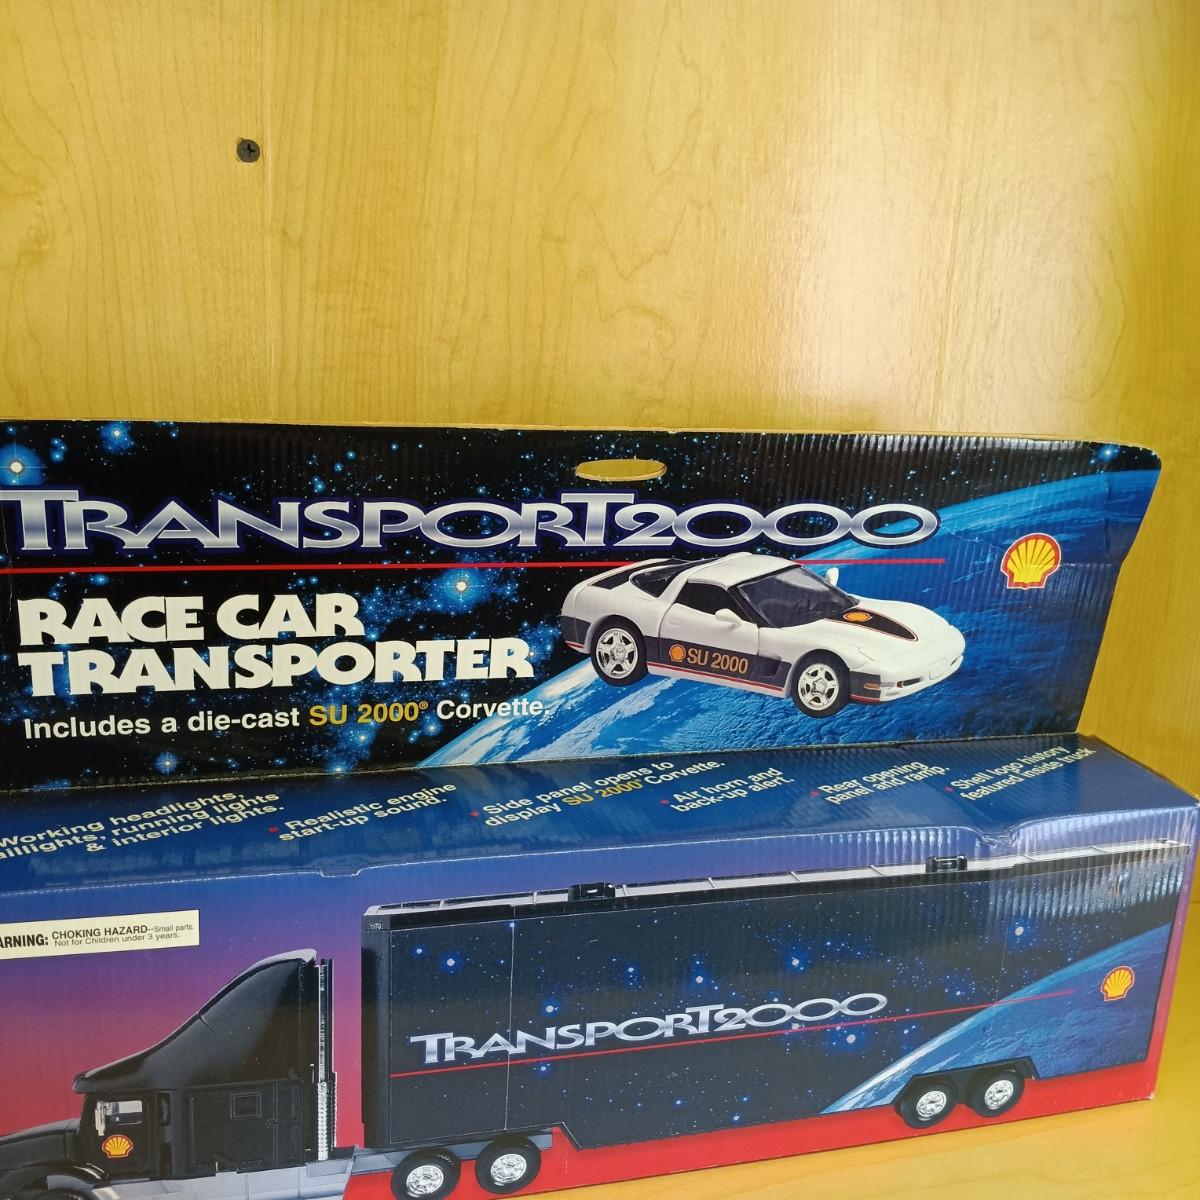 TRANSPORT2000
RACE CAR
TRANSPORTER
Includes a die-cast SU 2000® Corvette.
SU 2000
Working headlights,
taillights, running lights
& interior lights.
• Realistic engine
start-up sound.
• Side panel opens to
display SU 2000® Corvette.
• Air horn and
back-up alert.
• Rear opening
panel and ramp.
• Shell logo history
featured inside truck
WARNING: CHOKING HAZARD--Small parts.
Not for Children under 3 years.
TRANSPORT2000